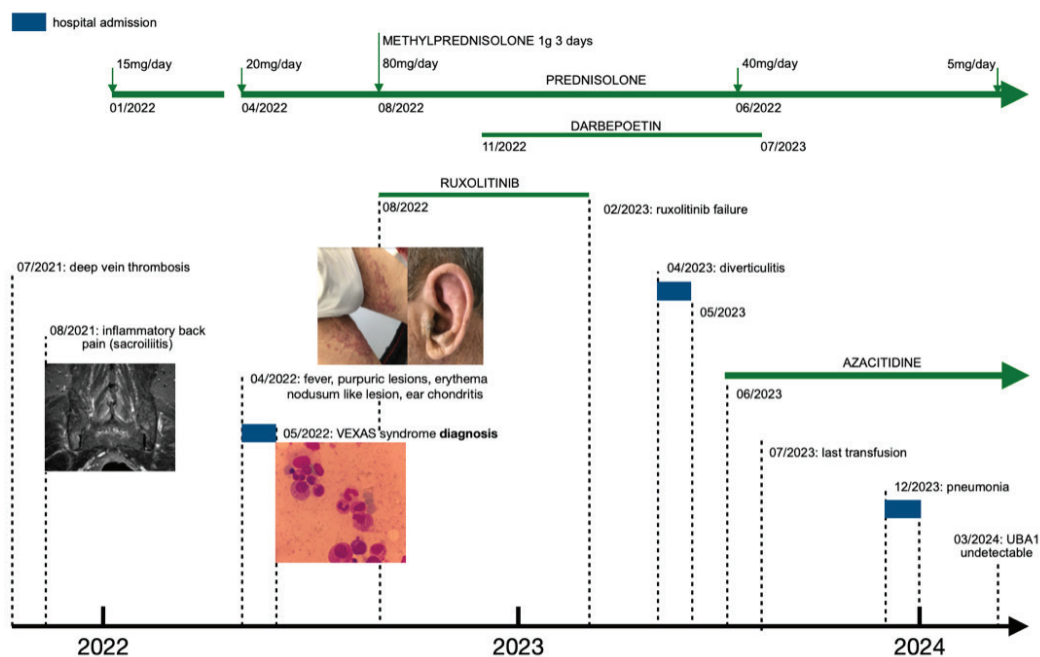 hospital admission
METHYLPREDNISOLONE 1g 3 days
15mg/day
20mg/day
80mg/day
40mg/day
5mg/day
PREDNISOLONE
01/2022
04/2022
08/2022
06/2022
DARBEPOETIN
11/2022
07/2023
RUXOLITINIB
08/2022
02/2023: ruxolitinib failure
07/2021: deep vein thrombosis
04/2023: diverticulitis
05/2023
08/2021: inflammatory back
pain (sacroiliitis)
AZACITIDINE
06/2023
04/2022: fever, purpuric lesions, erythema
nodusum like lesion, ear chondritis
05/2022: VEXAS syndrome diagnosis
07/2023: last transfusion
12/2023: pneumonia
03/2024: UBA1
undetectable
2022
2023
2024